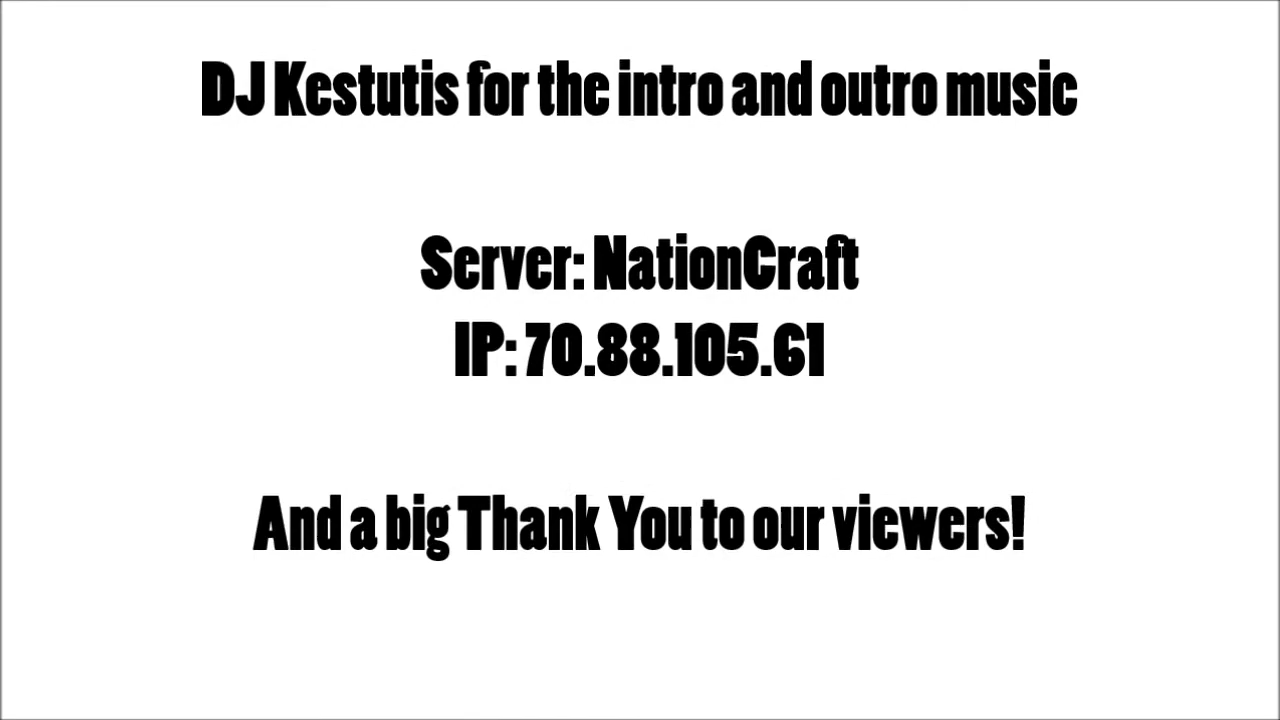 DJ Kestutis for the intro and outro music
Server: NationCraft
IP: 70.88.105.61
And a big Thank You to our viewers!